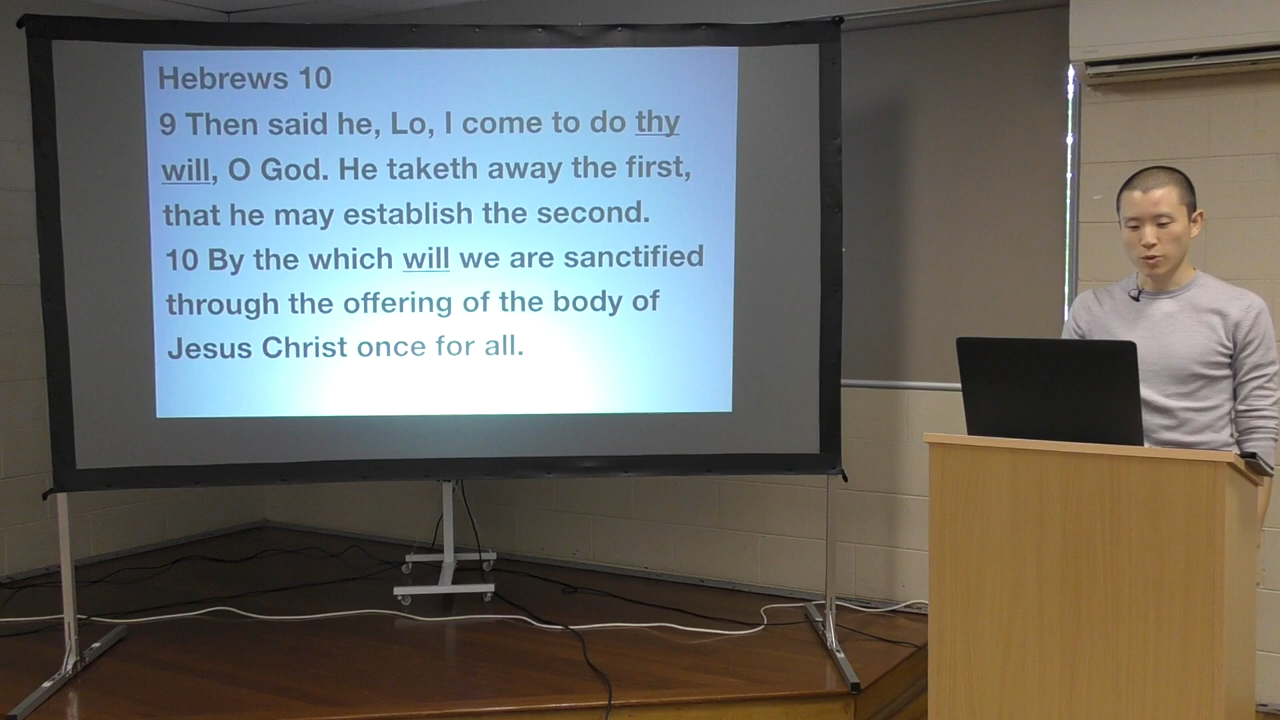 Hebrews 10
9 Then said he, Lo, I come to do thy
will, O God. He taketh away the first,
that he may establish the second.
10 By the which will we are sanctified
through the offering of the body of
Jesus Christ once for all.